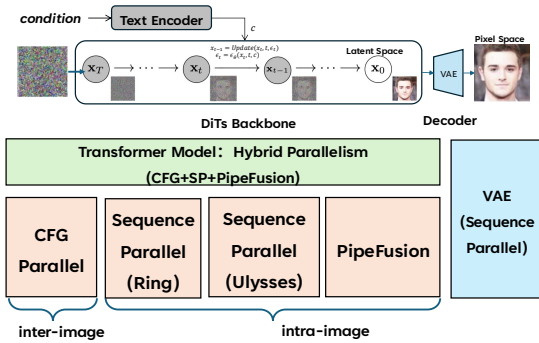 condition
Text Encoder
c
x_{t−1} = Update(x_t, t, ϵ_t)
ϵ_t = ϵ_θ(x_t, t, c)
Latent Space
Pixel Space
x_T
· · ·
x_t
· · ·
x_{t−1}
· · ·
x_0
VAE
DiTs Backbone
Decoder
Transformer Model: Hybrid Parallelism
(CFG+SP+PipeFusion)
CFG
Parallel
Sequence
Parallel
(Ring)
Sequence
Parallel
(Ulysses)
PipeFusion
VAE
(Sequence
Parallel)
inter-image
intra-image